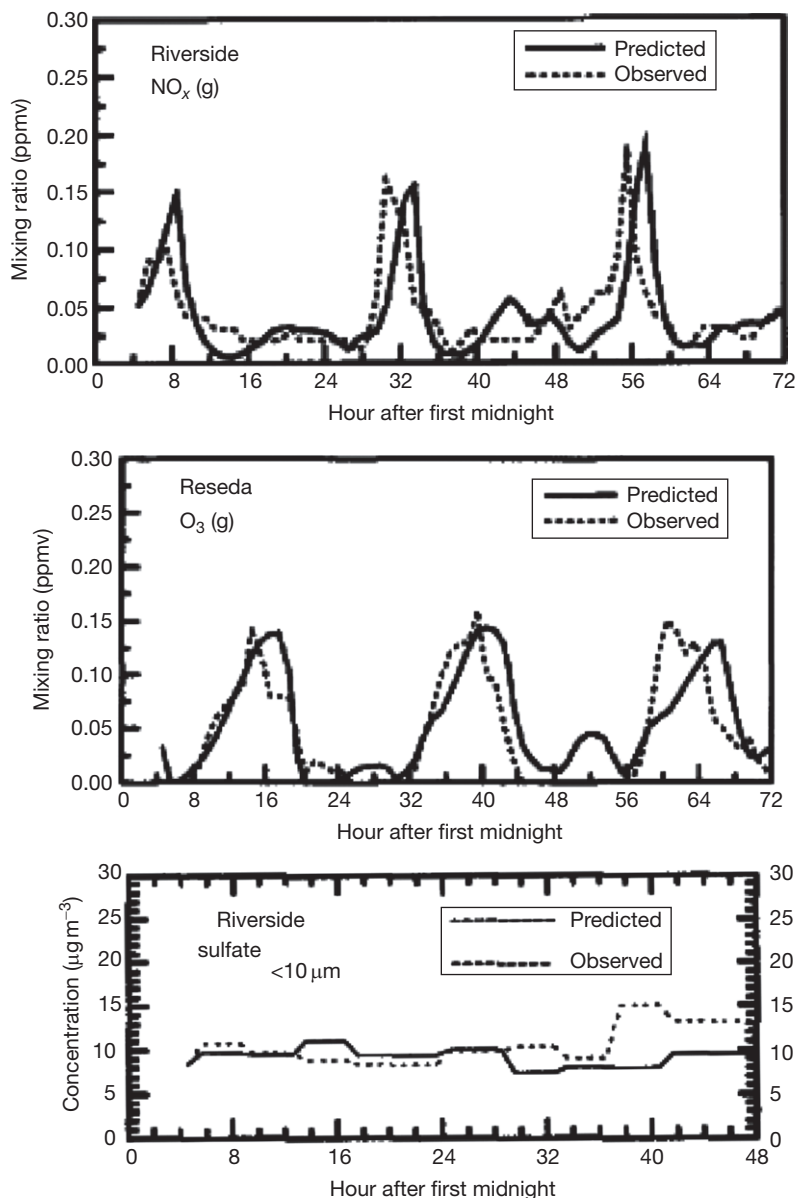 0.30
Riverside
NOx (g)
Predicted
Observed
0.25
0.20
0.15
0.10
0.05
0.00
Mixing ratio (ppmv)
0 8 16 24 32 40 48 56 64 72
Hour after first midnight
0.30
Reseda
O3 (g)
Predicted
Observed
0.25
0.20
0.15
0.10
0.05
0.00
Mixing ratio (ppmv)
0 8 16 24 32 40 48 56 64 72
Hour after first midnight
30 30
Riverside
sulfate
<10 μm
Predicted
Observed
25 25
20 20
15 15
10 10
5 5
0 0
Concentration (μgm−3)
0 8 16 24 32 40 48
Hour after first midnight